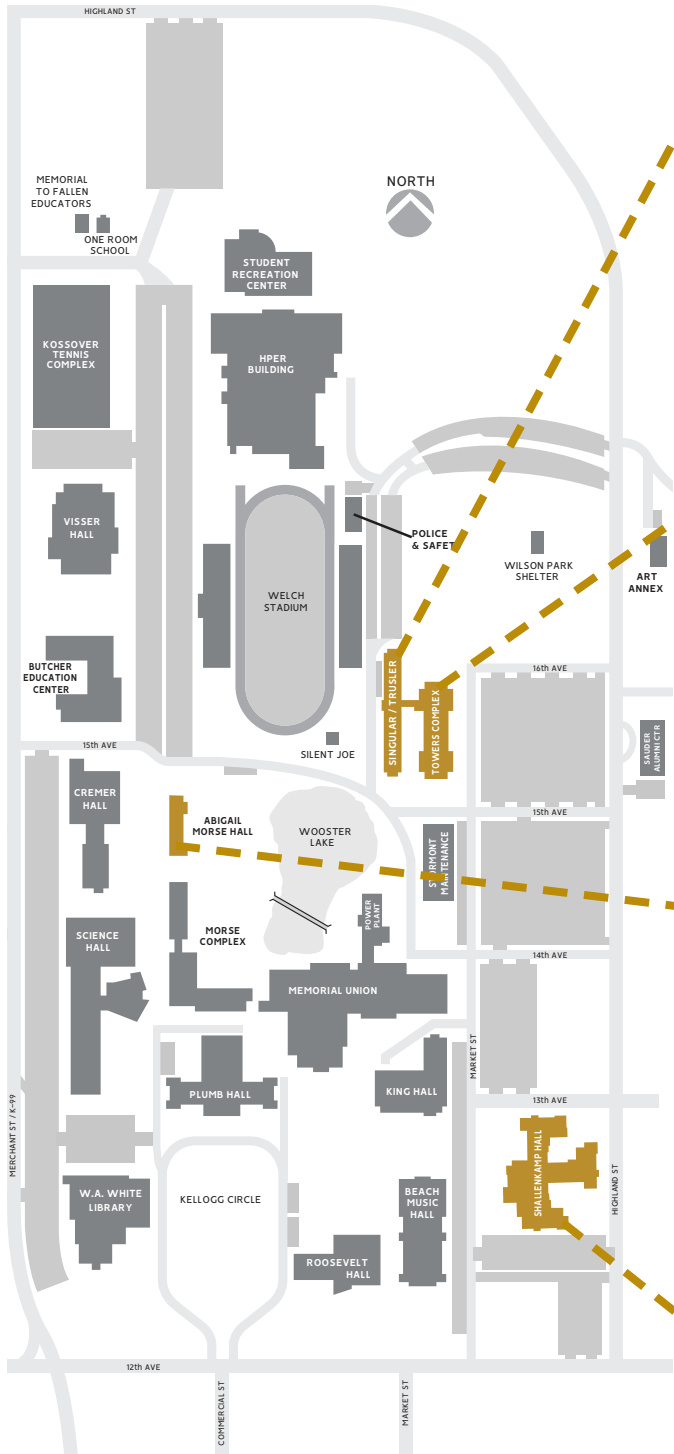 HIGHLAND ST
MEMORIAL
TO FALLEN
EDUCATORS
ONE ROOM
SCHOOL
NORTH
STUDENT
RECREATION
CENTER
KOSSOVER
TENNIS
COMPLEX
HPER
BUILDING
VISSER
HALL
POLICE
& SAFET
WILSON PARK
SHELTER
ART
ANNEX
WELCH
STADIUM
BUTCHER
EDUCATION
CENTER
SINGULAR / TRUSLER
TOWERS COMPLEX
16th AVE
SAUDER
ALUMNI CTR
SILENT JOE
15th AVE
CREMER
HALL
ABIGAIL
MORSE HALL
WOOSTER
LAKE
15th AVE
STORMONT
MAINTENANCE
POWER
PLANT
SCIENCE
HALL
MORSE
COMPLEX
14th AVE
MEMORIAL UNION
MARKET ST
PLUMB HALL
KING HALL
13th AVE
MERCHANT ST / K-99
W.A. WHITE
LIBRARY
KELLOGG CIRCLE
BEACH
MUSIC
HALL
SHALLENKAMP HALL
HIGHLAND ST
ROOSEVELT
HALL
12th AVE
COMMERCIAL ST
MARKET ST